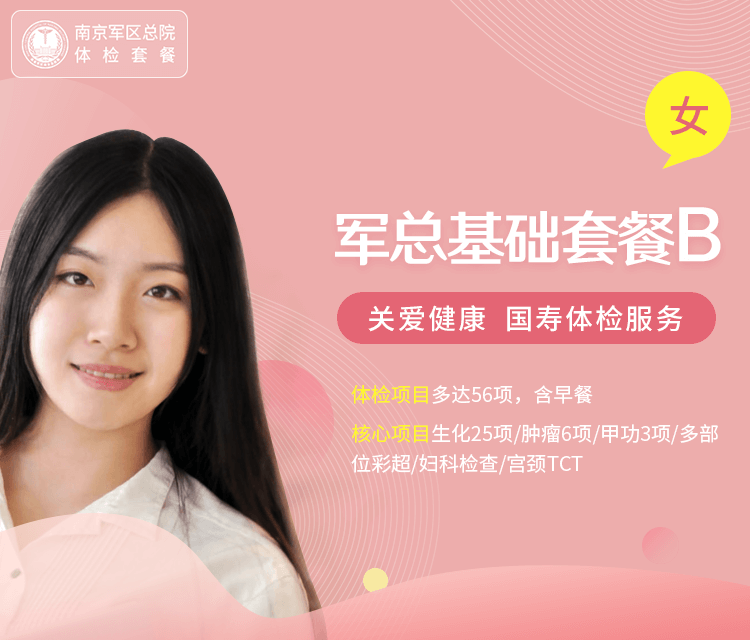 南京军区总院
体检套餐
女
军总基础套餐B
关爱健康 国寿体检服务
体检项目多达56项，含早餐
核心项目生化25项/肿瘤6项/甲功3项/多部
位彩超/妇科检查/宫颈TCT